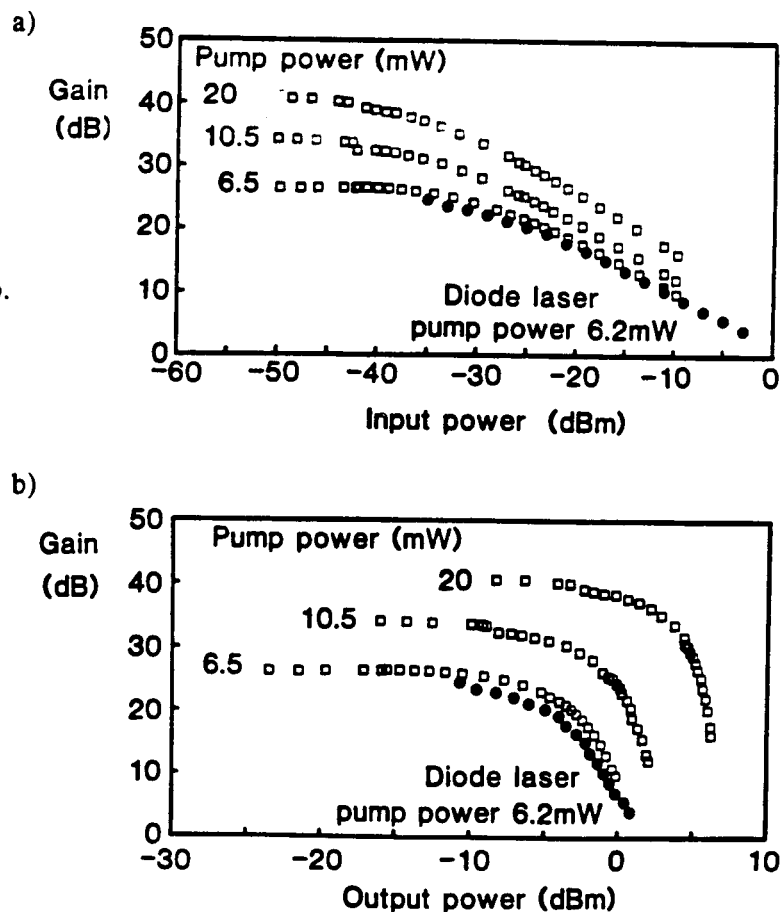 a)
50
Pump power (mW)
Gain
(dB)
40
20
30
10.5
6.5
20
10
Diode laser
pump power 6.2mW
0
-60
-50
-40
-30
-20
-10
0
Input power (dBm)
b)
50
Gain
(dB)
Pump power (mW)
40
20
30
10.5
6.5
20
10
Diode laser
pump power 6.2mW
0
-30
-20
-10
0
10
Output power (dBm)